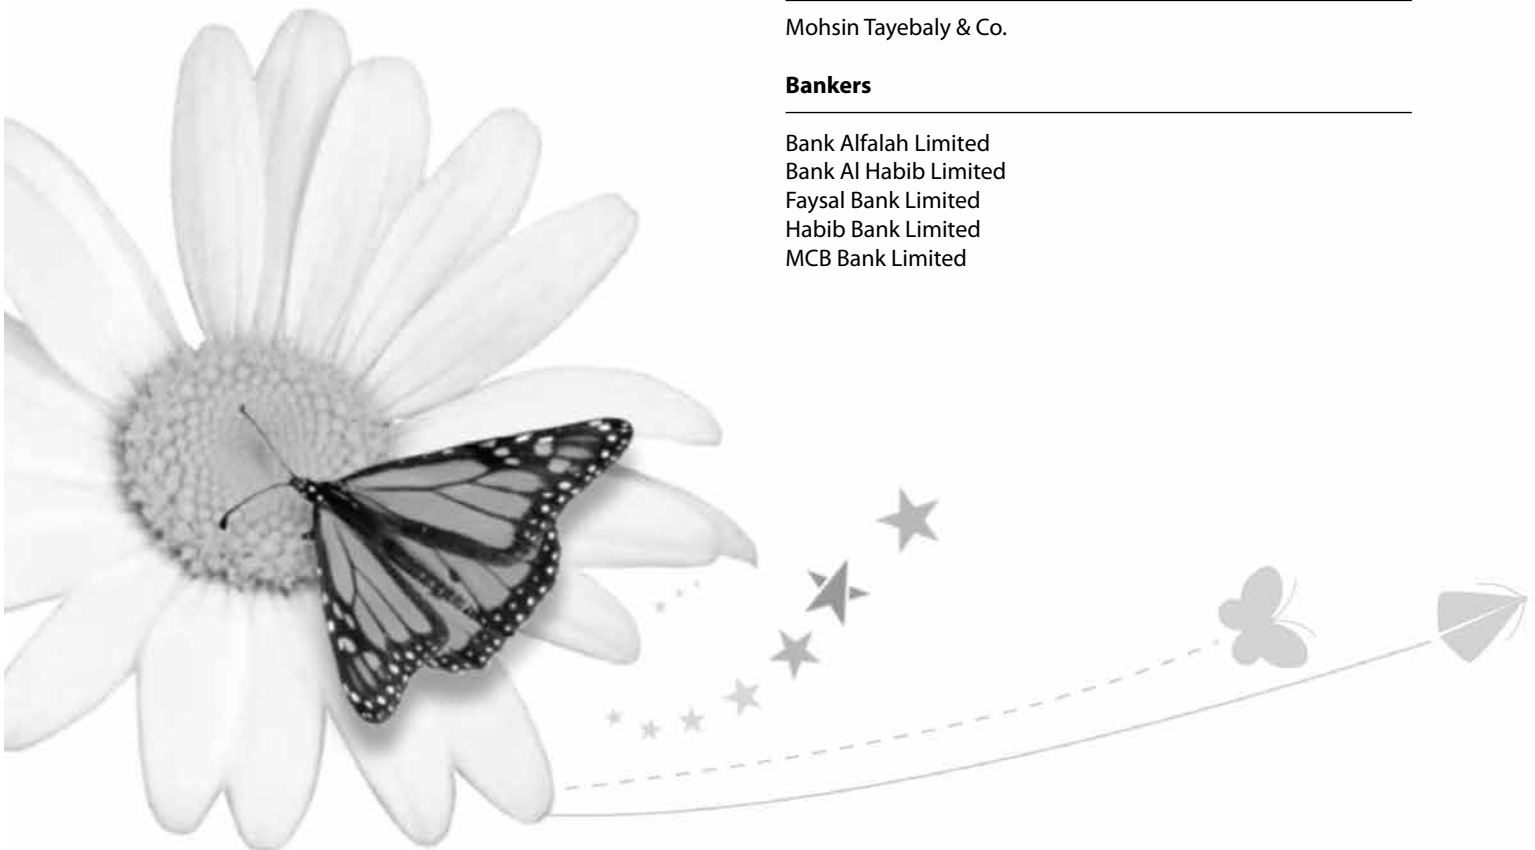 Mohsin Tayebaly & Co.
Bankers
Bank Alfalah Limited
Bank Al Habib Limited
Faysal Bank Limited
Habib Bank Limited
MCB Bank Limited